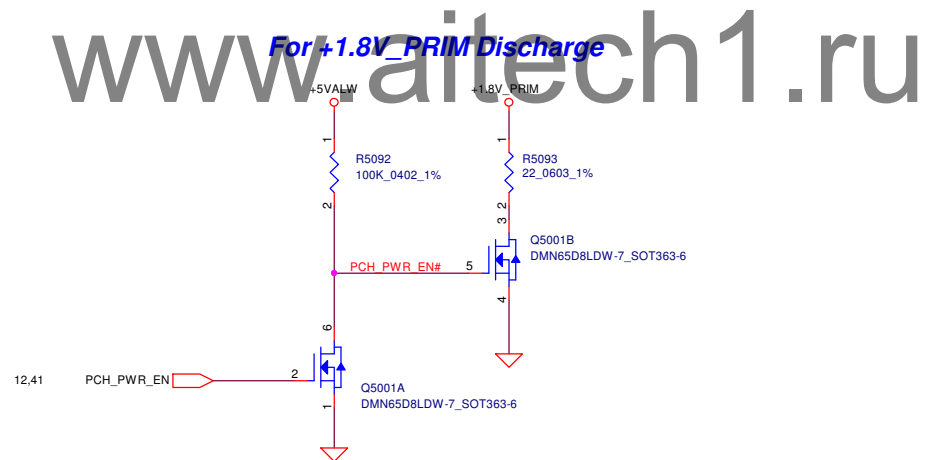 www.aitech1.ru
For +1.8V_PRIM Discharge
+5VALW
+1.8V_PRIM
1
1
R5092
100K_0402_1%
R5093
22_0603_1%
2
2
3
Q5001B
DMN65D8LDW-7_SOT363-6
PCH_PWR_EN#
5
4
6
12,41
PCH_PWR_EN
2
Q5001A
DMN65D8LDW-7_SOT363-6
1